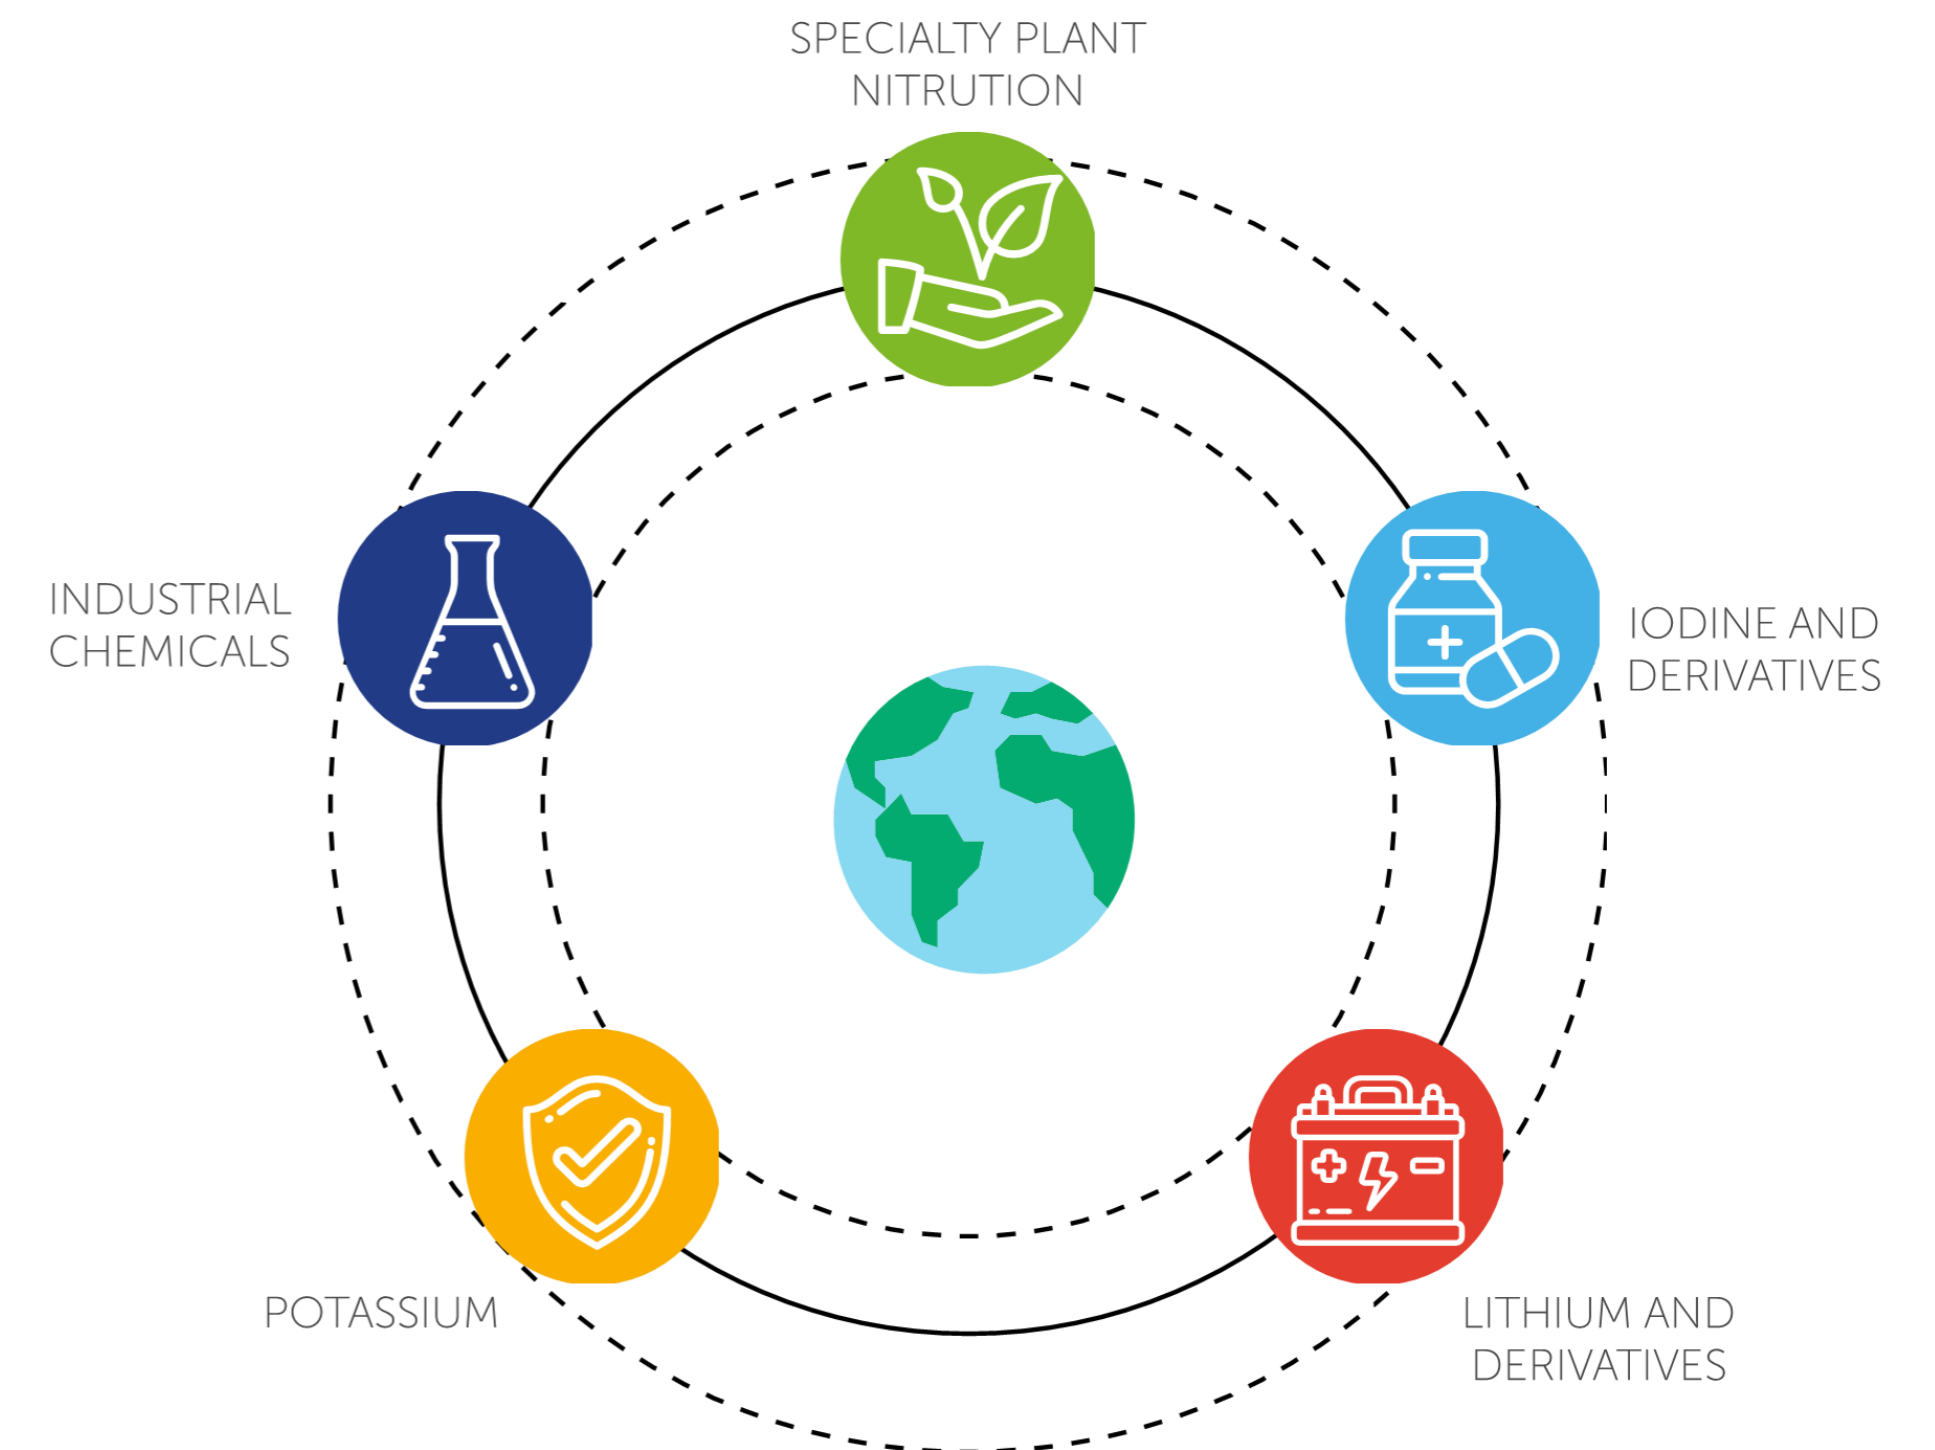 SPECIALTY PLANT
NITRUTION
INDUSTRIAL
CHEMICALS
IODINE AND
DERIVATIVES
POTASSIUM
LITHIUM AND
DERIVATIVES